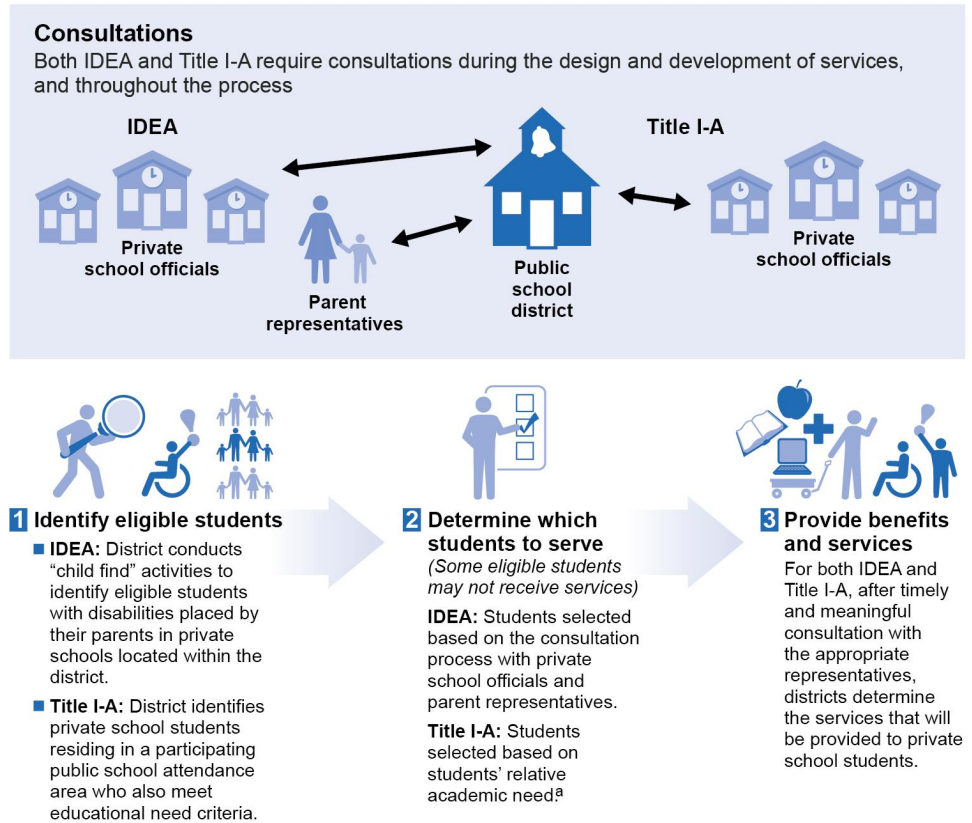 Consultations
Both IDEA and Title I-A require consultations during the design and development of services,
and throughout the process
IDEA
Title I-A
Private
school officials
Parent
representatives
Public
school
district
Private
school officials
1 Identify eligible students
IDEA: District conducts
“child find” activities to
identify eligible students
with disabilities placed by
their parents in private
schools located within the
district.
Title I-A: District identifies
private school students
residing in a participating
public school attendance
area who also meet
educational need criteria.
2 Determine which
students to serve
(Some eligible students
may not receive services)
IDEA: Students selected
based on the consultation
process with private
school officials and
parent representatives.
Title I-A: Students
selected based on
students’ relative
academic need.ª
3 Provide benefits
and services
For both IDEA and
Title I-A, after timely
and meaningful
consultation with
the appropriate
representatives,
districts determine
the services that will
be provided to private
school students.